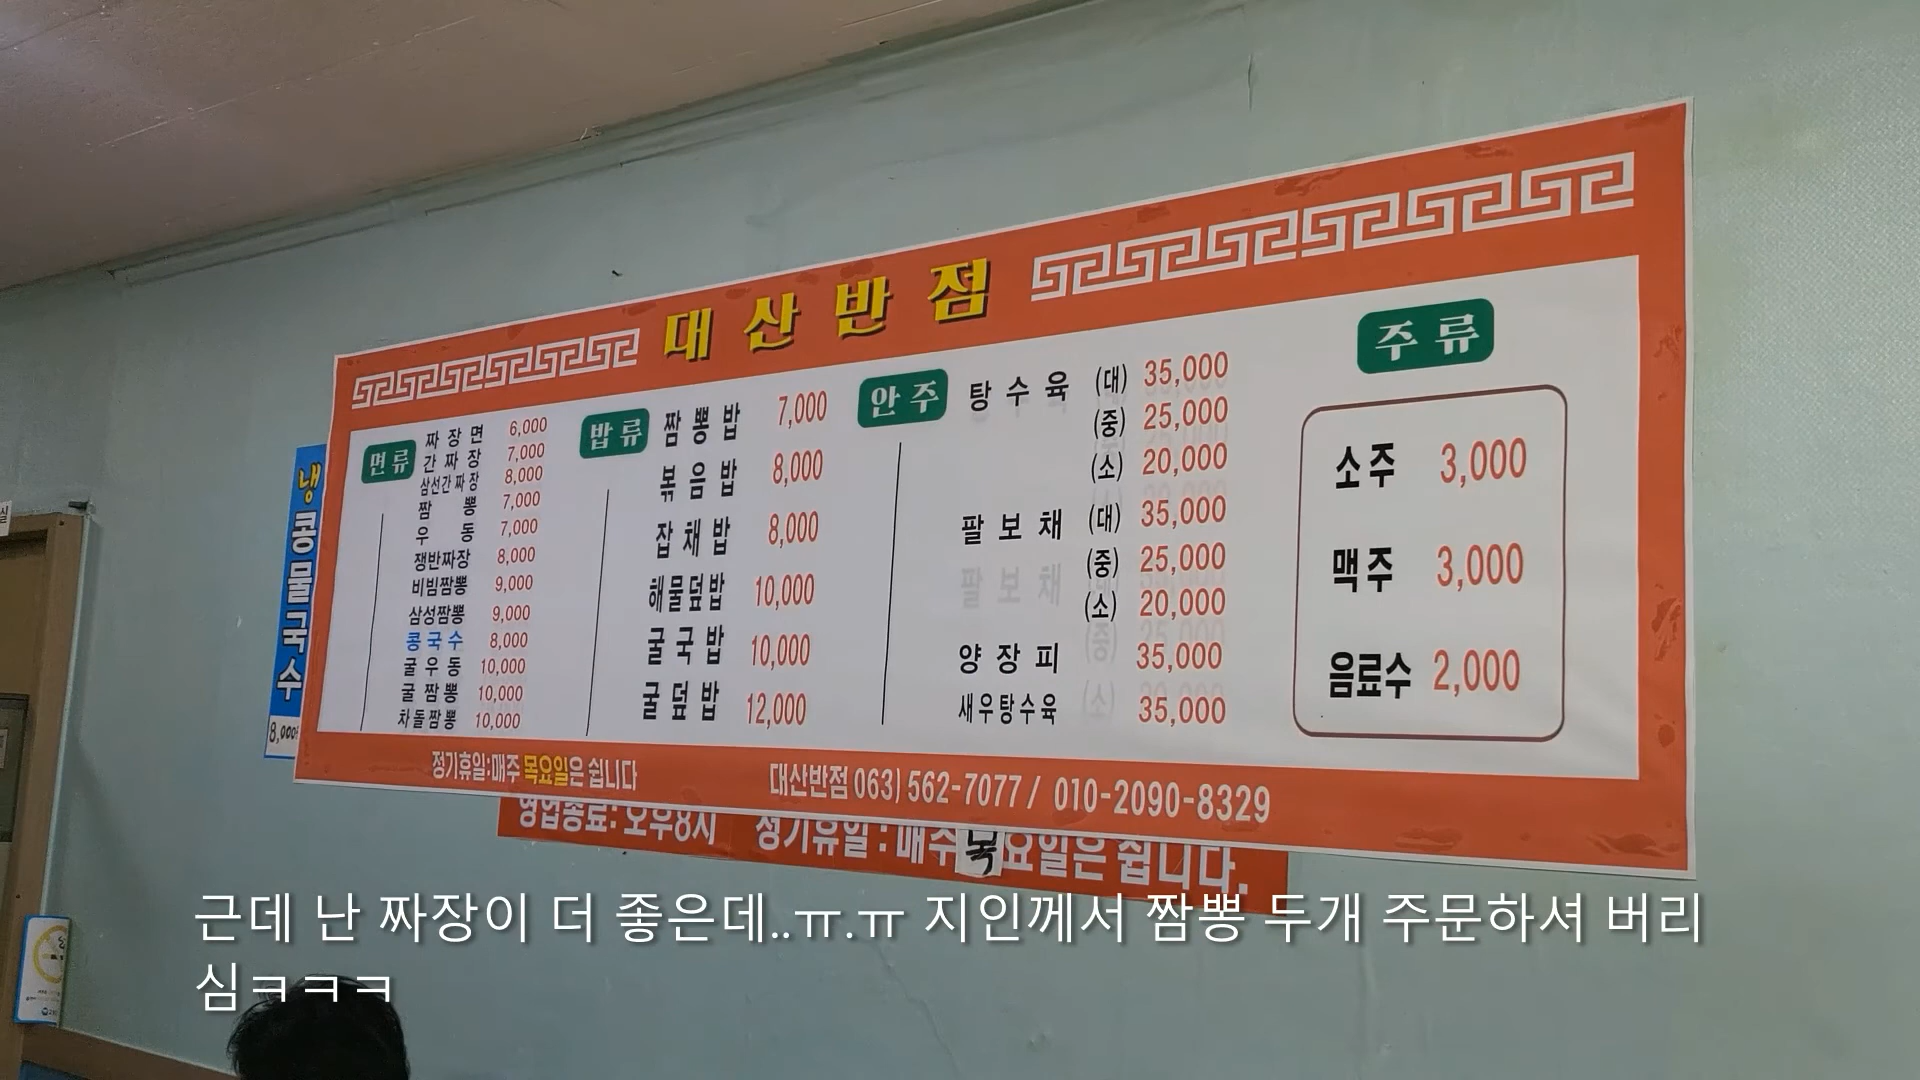 대산반점
면류
짜장면 6,000
간짜장 7,000
삼선간짜장 8,000
짬뽕 7,000
우동 7,000
쟁반짜장 8,000
비빔짬뽕 9,000
삼성짬뽕 9,000
콩국수 8,000
굴우동 10,000
굴짬뽕 10,000
차돌짬뽕 10,000
밥류
짬뽕밥 7,000
볶음밥 8,000
잡채밥 8,000
해물덮밥 10,000
굴국밥 10,000
굴덮밥 12,000
안주
탕수육 (대) 35,000
(중) 25,000
(소) 20,000
팔보채 (대) 35,000
(중) 25,000
(소) 20,000
양장피 35,000
새우탕수육 35,000
주류
소주 3,000
맥주 3,000
음료수 2,000
정기휴일:매주 목요일은 쉽니다
대산반점 063) 562-7077 / 010-2090-8329
영업종료: 오후8시 정기휴일 : 매주 목요일은 쉽니다.
냉콩물국수
8,000
근데 난 짜장이 더 좋은데..ㅠ.ㅠ 지인께서 짬뽕 두개 주문하셔 버리
심ㅋㅋㅋ